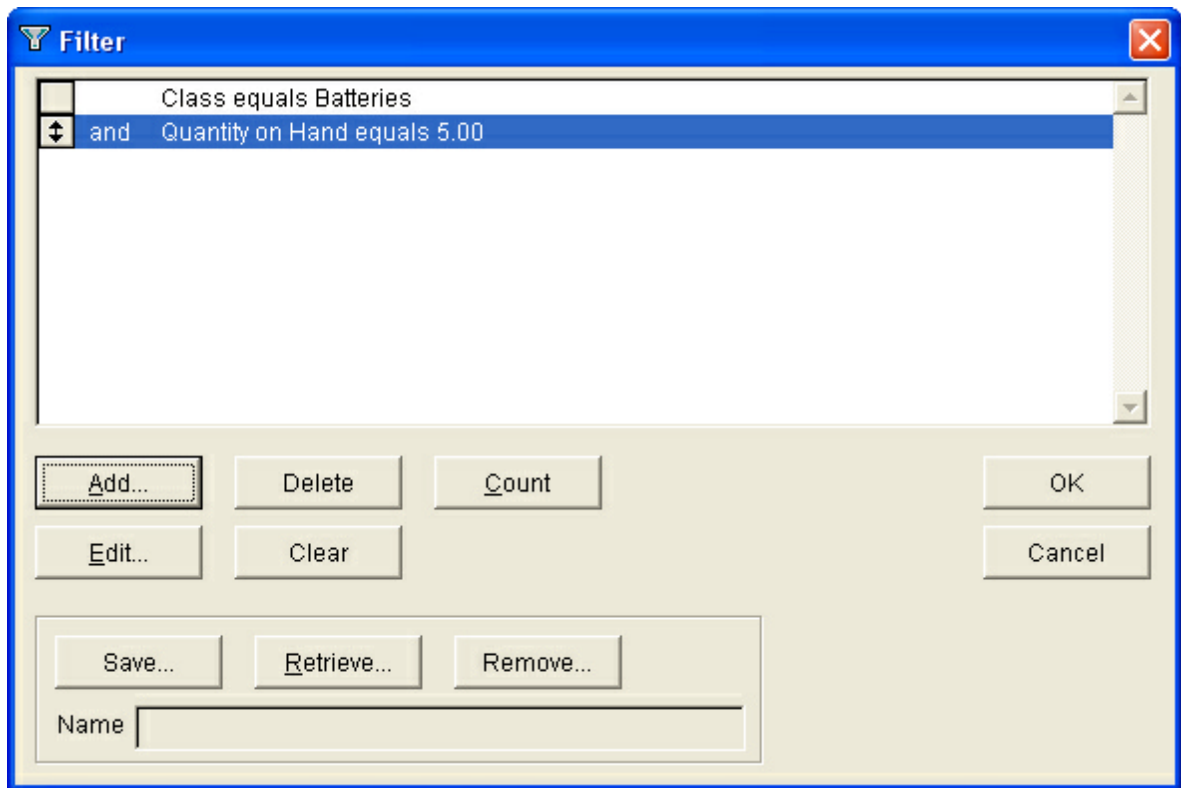 Filter
Class equals Batteries
and Quantity on Hand equals 5.00
Add... Delete Count OK
Edit... Clear Cancel
Save... Retrieve... Remove...
Name